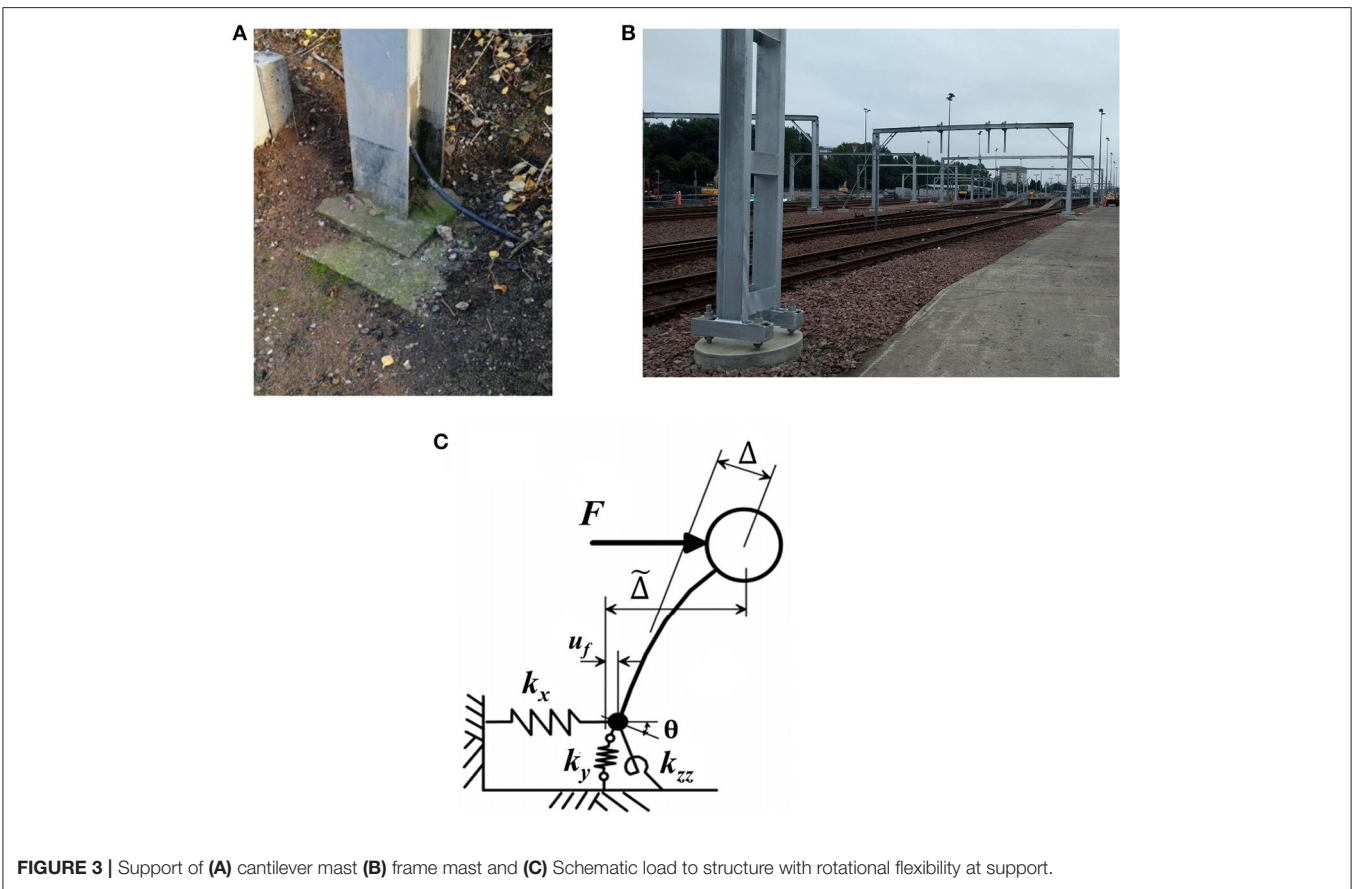 A
B
C
Δ
F
Δ̃
u_f
k_x
θ
k_y
k_zz
FIGURE 3 | Support of (A) cantilever mast (B) frame mast and (C) Schematic load to structure with rotational flexibility at support.